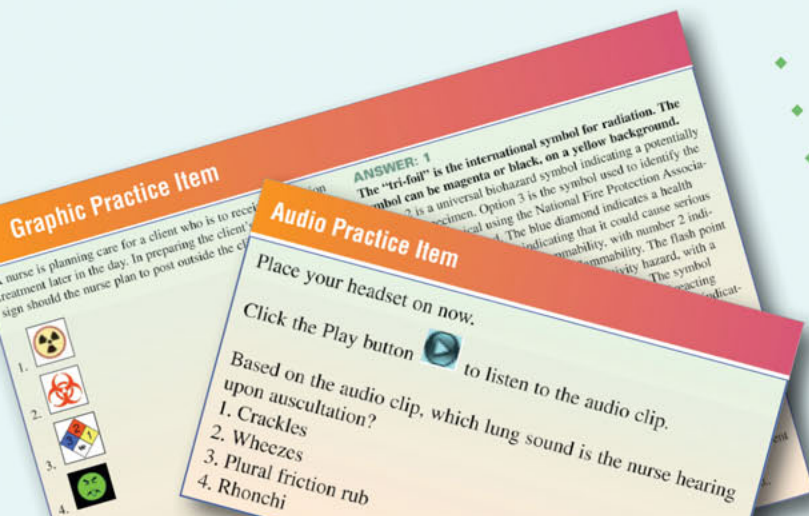 Graphic Practice Item
nurse is planning care for a client who is to
treatment later in the day. In preparing the client's
sign should the nurse plan to post outside the
1.
2.
3.
4.
ANSWER: 1
The "tri-foil" is the international symbol for radiation. The
symbol can be magenta or black, on a yellow background.
2 is a universal biohazard symbol indicating a potentially
Option 3 is the symbol used to identify the
using the National Fire Protection Associa-
The blue diamond indicates a health
indicating that it could cause serious
with number 2 indi-
The flash point
hazard, with a
The symbol
reacting
indicat-
Audio Practice Item
Place your headset on now.
Click the Play button to listen to the audio clip.
Based on the audio clip, which lung sound is the nurse hearing
upon auscultation?
1. Crackles
2. Wheezes
3. Plural friction rub
4. Rhonchi